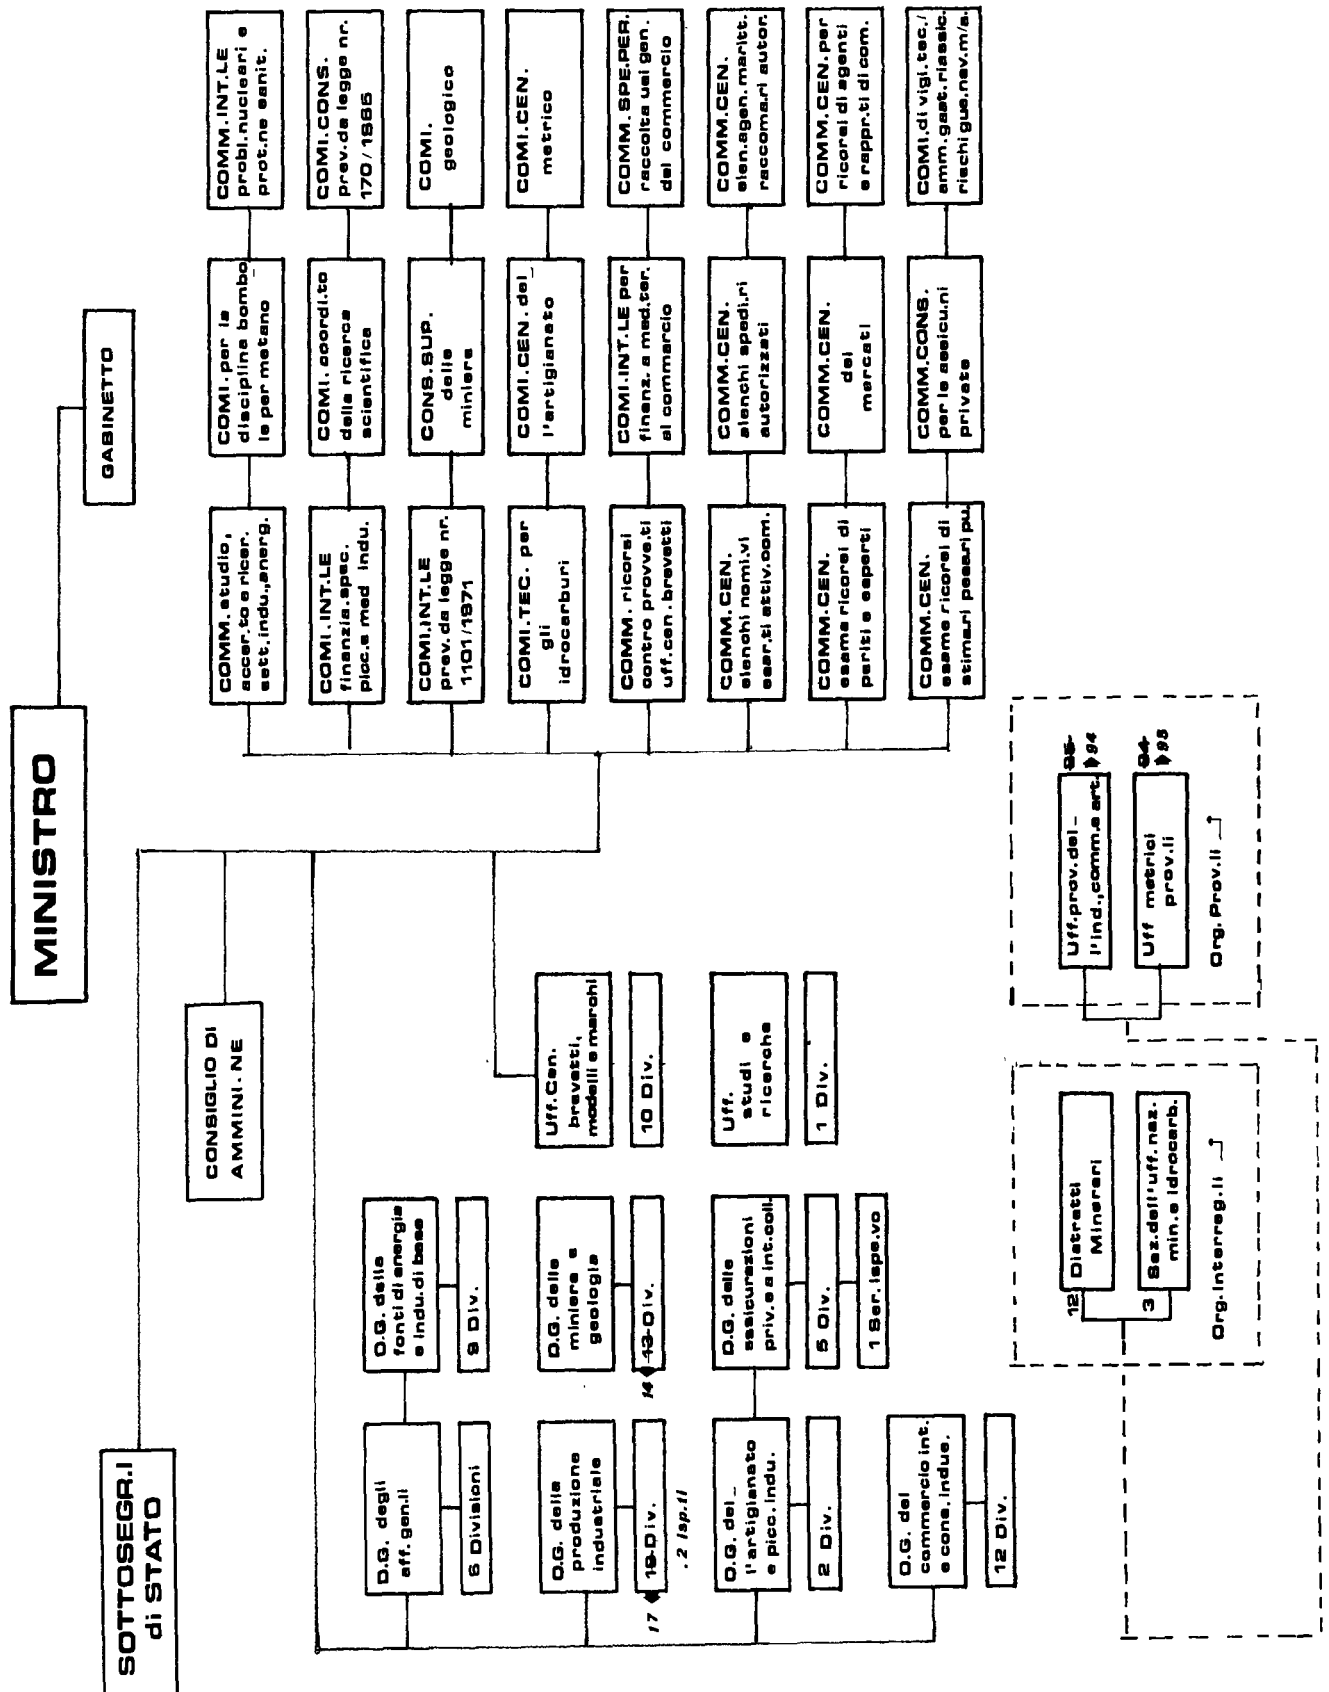 MINISTRO
GABINETTO
SOTTOSEGR.I
di STATO
CONSIGLIO DI
AMMINI.NE
D.G. degli
aff.gen.li
6 Divisioni
D.G. delle
fonti di energia
e indu.di base
9 Div.
D.G. della
produzione
industriale
17
19 Div.
.2 Isp.ti
D.G. delle
miniere e
geologia
14
13 Div.
Uff.Cen.
brevetti,
modelli e marchi
10 Div.
D.G. del_
l'artigianato
e picc.indu.
2 Div.
D.G. delle
assicurazioni
priv.e a int.coll.
5 Div.
1 Ser.ispe.vo
Uff.
studi e
ricerche
1 Div.
D.G. del
commercio int.
e cons.indus.
12 Div.
COMM.studio,
accer.to e ricer.
sett.indu.,energ.
COMI.per la
disciplina bombo_
le per metano
COMM.INT.LE
probl.nucleari e
prot.ne sanit.
COMI.INT.LE
finanzia.spec.
picc.e med indu.
COMI.coordi.to
della ricerca
scientifica
COMI.CONS.
prev.da legge nr.
170/1965
COMI.INT.LE
prev.da legge nr.
1101/1971
CONS.SUP.
delle
miniere
COMI.
geologico
COMI.TEC. per
gli
idrocarburi
COMI.CEN.del_
l'artigianato
COMI.CEN.
metrico
COMM.ricorsi
contro provve.ti
uff.cen.brevetti
COMI.INT.LE per
finanz.a med.ter.
al commercio
COMM.SPE.PER.
raccolta usi gen.
del commercio
COMM.CEN.
elenchi nomi.vi
eser.ti attiv.com.
COMM.CEN.
elenchi spedi.ri
autorizzati
COMM.CEN.
elen.agen.maritt.
raccoma.ri autor.
COMM.CEN.
esame ricorsi di
periti e esperti
COMM.CEN.
dei
mercati
COMM.CEN.per
ricorsi di agenti
e rappr.ti di com.
COMM.CEN.
esame ricorsi di
stima.ri pesa.ri pu.
COMM.CONS.
per le assicu.ni
private
COMI.di vigi.tec./
amm.gest.riassic.
rischi gue.nav.m/a.
12
Distretti
Minerari
3
Sez.dell'uff.naz.
min.e idrocarb.
Org.Interreg.li
Uff.prov.del_
l'ind.,comm.e art.
95
94
Uff metrici
prov.li
94
95
Org.Prov.li